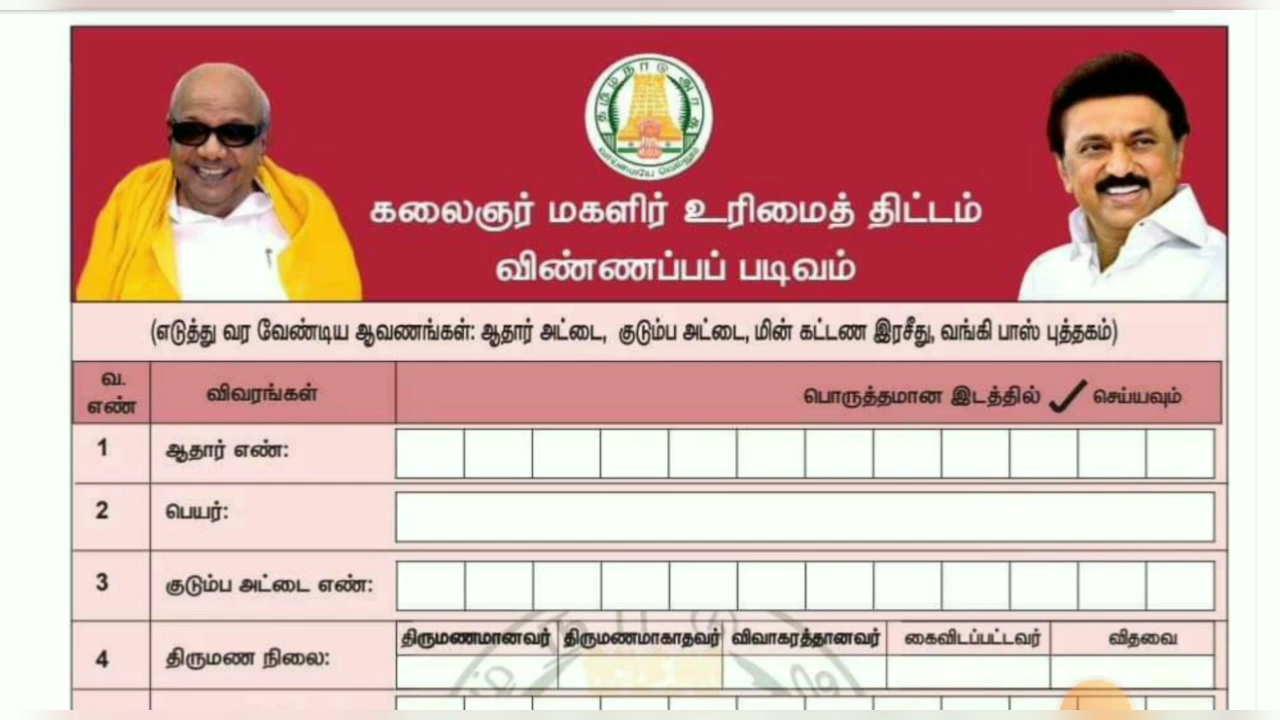 தமிழ் நாடு அரசு
வாய்மையே வெல்லும்
கலைஞர் மகளிர் உரிமைத் திட்டம்
விண்ணப்பப் படிவம்
(எடுத்து வர வேண்டிய ஆவணங்கள்: ஆதார் அட்டை, குடும்ப அட்டை, மின் கட்டண இரசீது, வங்கி பாஸ் புத்தகம்)
வ. எண் விவரங்கள் பொருத்தமான இடத்தில் ✓ செய்யவும்
1 ஆதார் எண்:
2 பெயர்:
3 குடும்ப அட்டை எண்:
4 திருமண நிலை: திருமணமானவர் திருமணமாகாதவர் விவாகரத்தானவர் கைவிடப்பட்டவர் விதவை